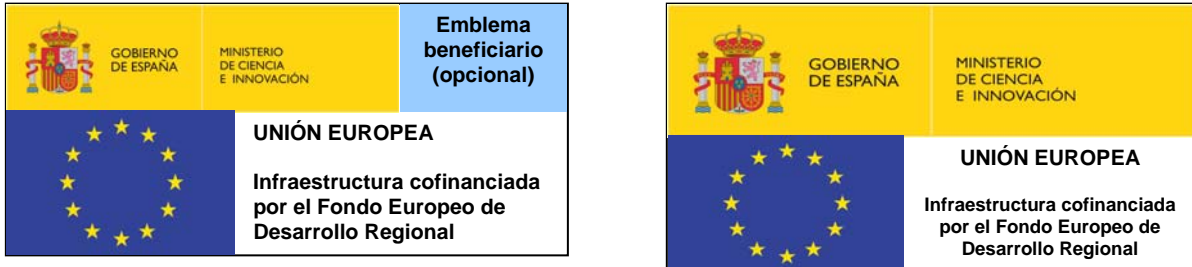 GOBIERNO
DE ESPAÑA
MINISTERIO
DE CIENCIA
E INNOVACIÓN
Emblema
beneficiario
(opcional)
UNIÓN EUROPEA
Infraestructura cofinanciada
por el Fondo Europeo de
Desarrollo Regional
GOBIERNO
DE ESPAÑA
MINISTERIO
DE CIENCIA
E INNOVACIÓN
UNIÓN EUROPEA
Infraestructura cofinanciada
por el Fondo Europeo de
Desarrollo Regional